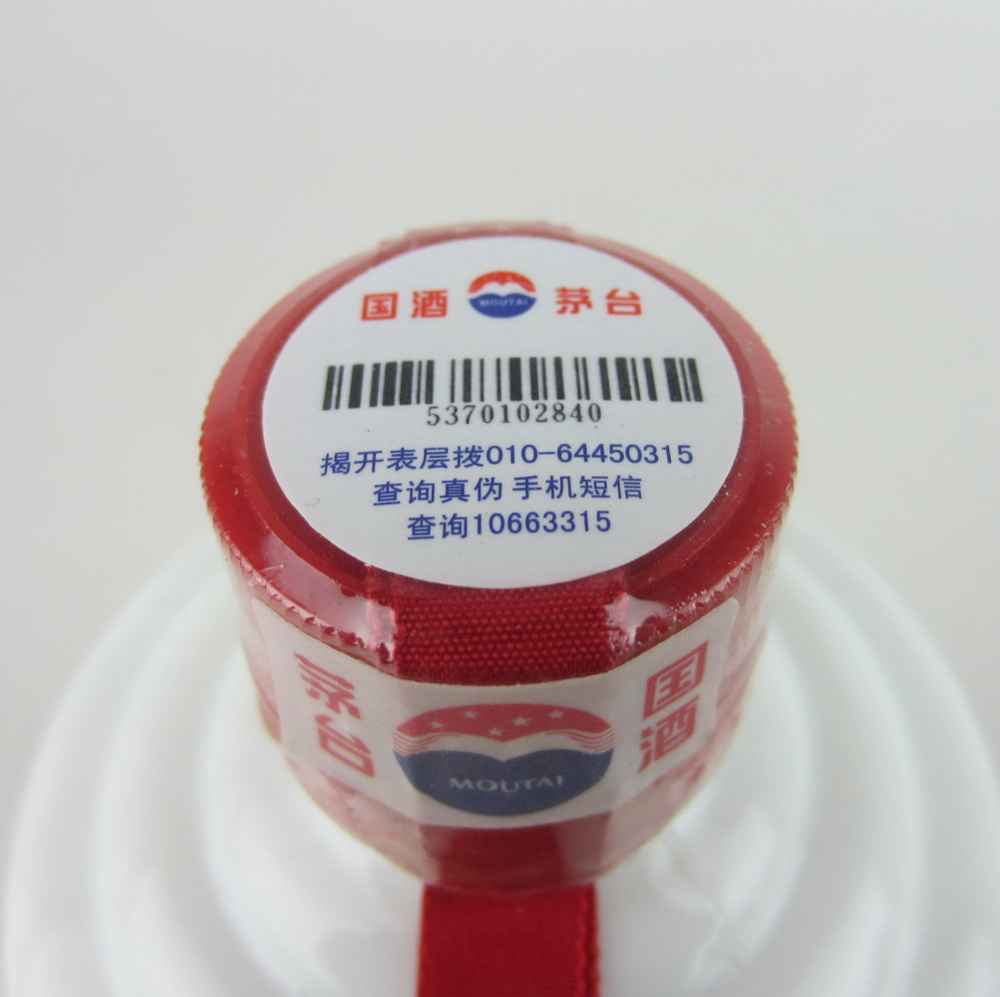 国酒 MOUTAI 茅台
5370102840
揭开表层拨010-64450315
查询真伪 手机短信
查询10663315
茅台 MOUTAI 国酒